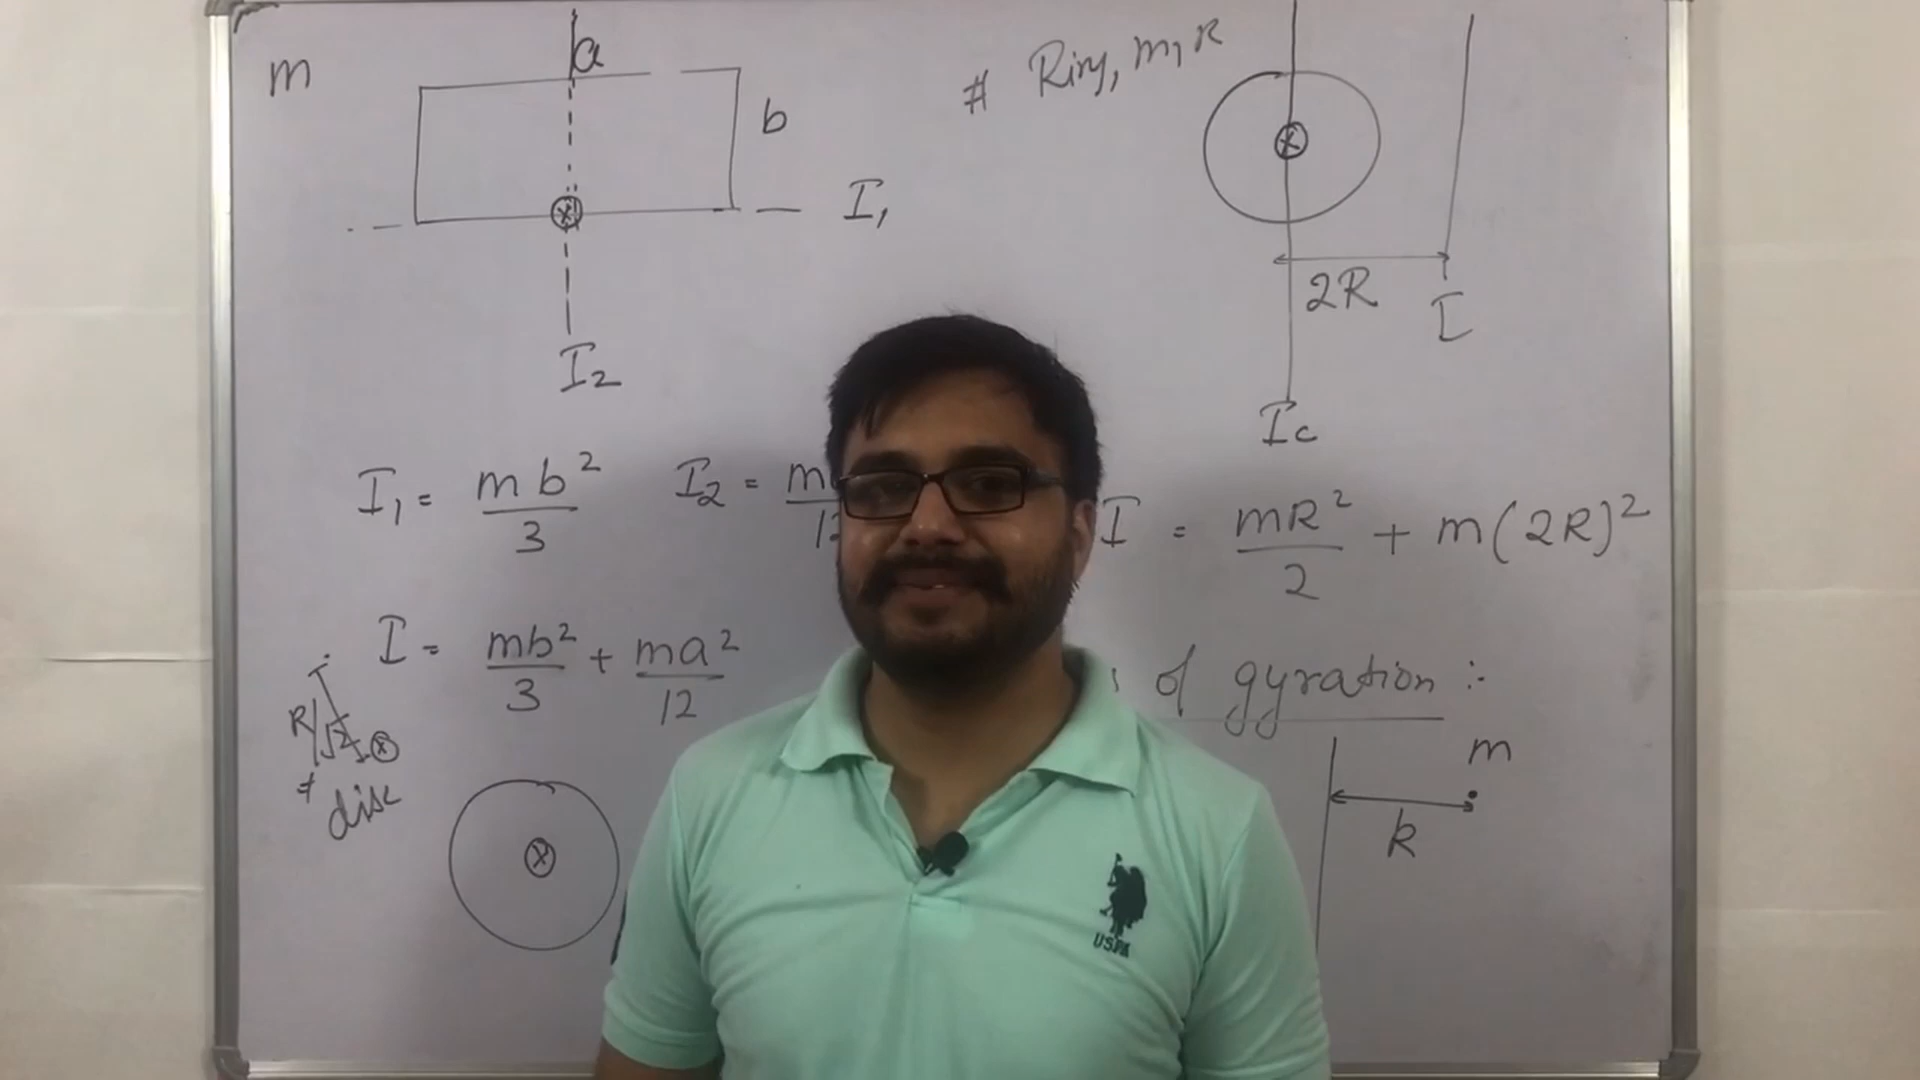 m
a
b
I₁
I₂
I₁ = mb²/3
I₂ = m
I = mb²/3 + ma²/12
R/√2
# disc
# Ring, m, R
2R
I
Ic
I = mR²/2 + m(2R)²
of gyration :-
m
k
USPA